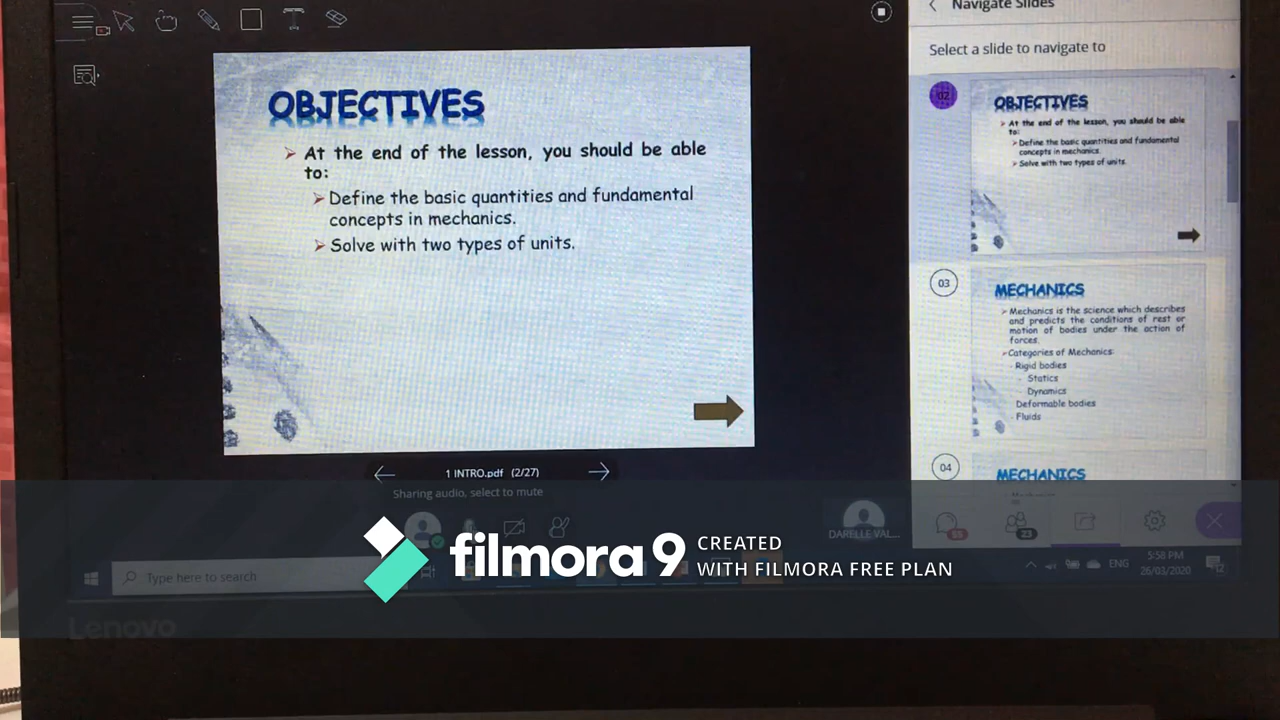 Navigate Slides
Select a slide to navigate to
OBJECTIVES
At the end of the lesson, you should be able
to:
Define the basic quantities and fundamental
concepts in mechanics.
Solve with two types of units.
1 INTRO.pdf (2/27)
Sharing audio, select to mute
02
OBJECTIVES
At the end of the lesson, you should be able
to:
Define the basic quantities and fundamental
concepts in mechanics.
Solve with two types of units.
03
MECHANICS
Mechanics is the science which describes
and predicts the conditions of rest or
motion of bodies under the action of
forces.
Categories of Mechanics:
- Rigid bodies
- Statics
- Dynamics
- Deformable bodies
- Fluids
04
MECHANICS
DARELLE VAL...
55
23
filmora9
CREATED
WITH FILMORA FREE PLAN
Type here to search
ENG
5:58 PM
26/03/2020
Lenovo